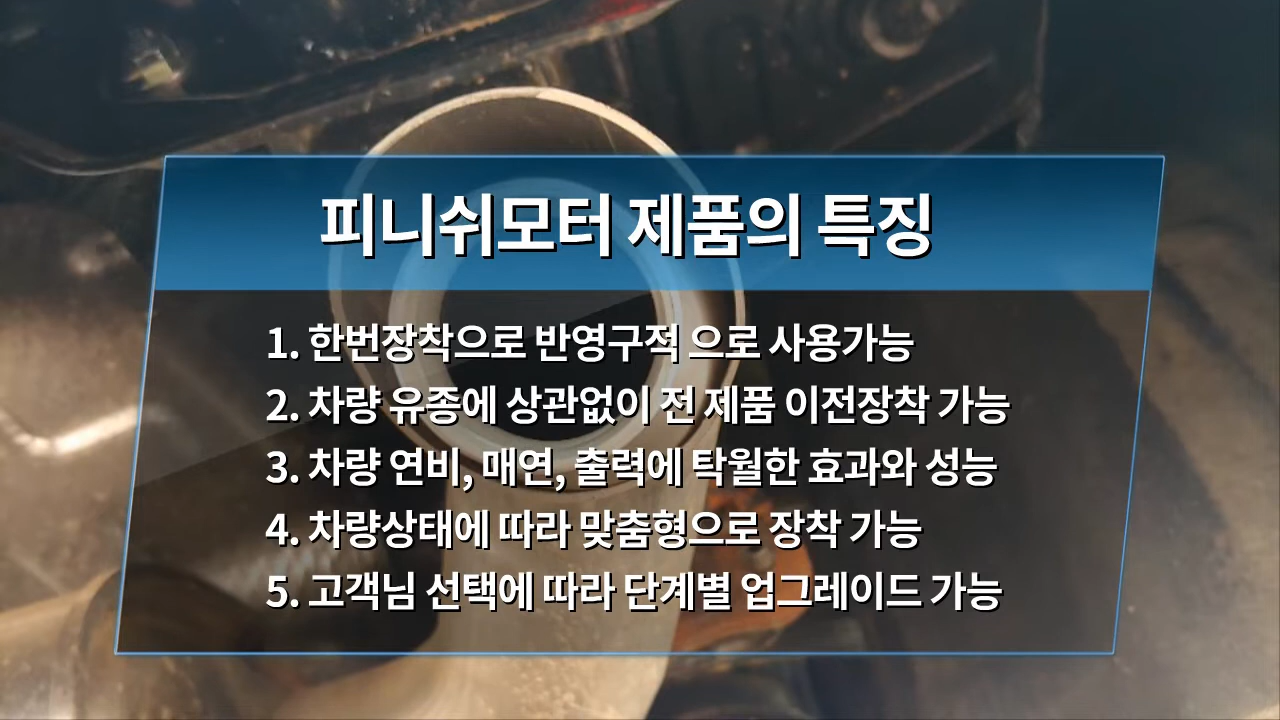 피니쉬모터 제품의 특징
1. 한번장착으로 반영구적 으로 사용가능
2. 차량 유종에 상관없이 전 제품 이전장착 가능
3. 차량 연비, 매연, 출력에 탁월한 효과와 성능
4. 차량상태에 따라 맞춤형으로 장착 가능
5. 고객님 선택에 따라 단계별 업그레이드 가능